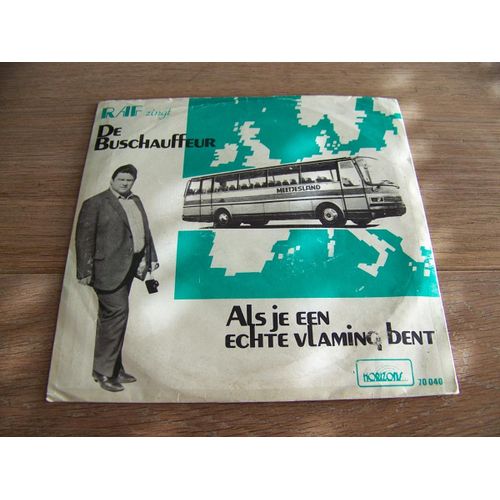 RAF zingt
De
Buschauffeur
MEETJESLAND
Als je een
echte vlaming bent
HORIZONS
70 040